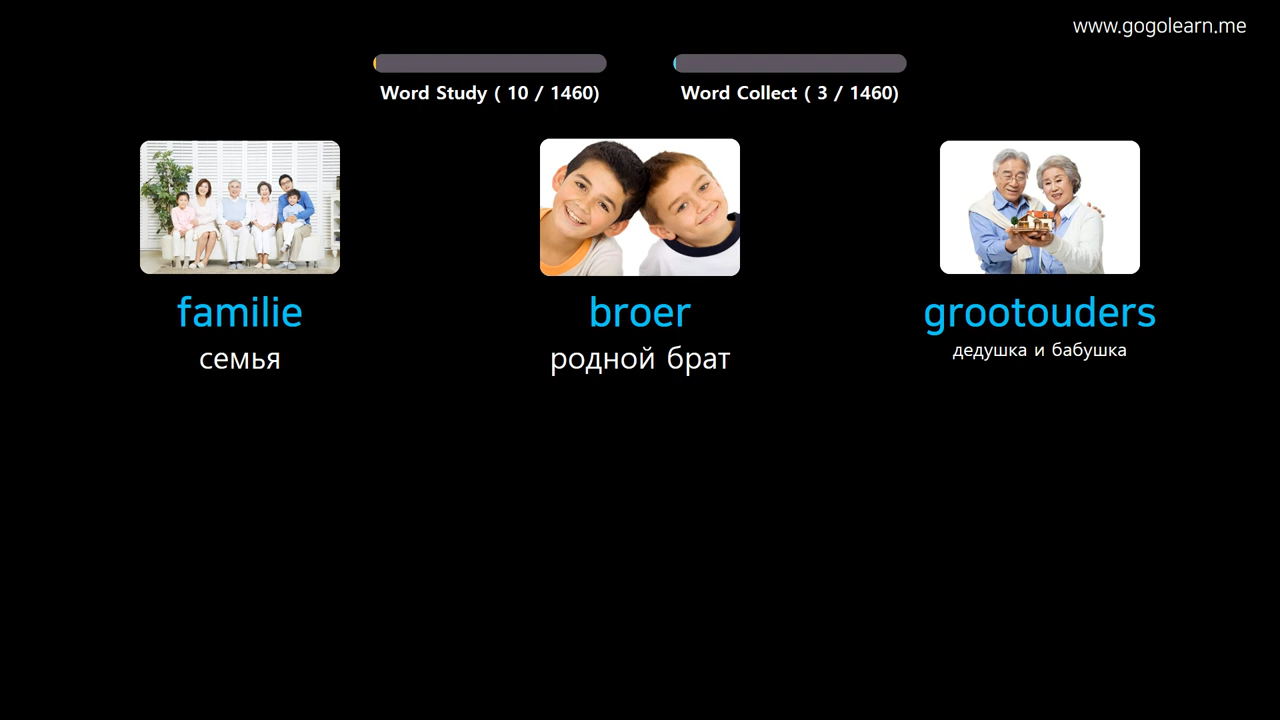 www.gogolearn.me
Word Study ( 10 / 1460)
Word Collect ( 3 / 1460)
familie
семья
broer
родной брат
grootouders
дедушка и бабушка